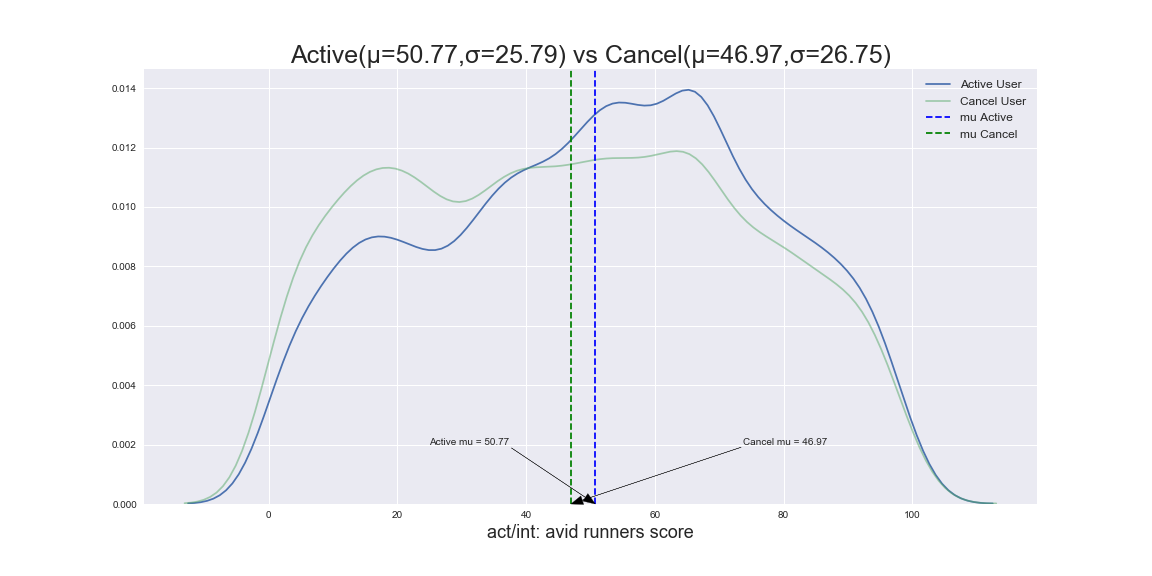 Active(μ=50.77,σ=25.79) vs Cancel(μ=46.97,σ=26.75)
Active User
Cancel User
mu Active
mu Cancel
0.014
0.012
0.010
0.008
0.006
0.004
0.002
0.000
Active mu = 50.77
Cancel mu = 46.97
0 20 40 60 80 100
act/int: avid runners score